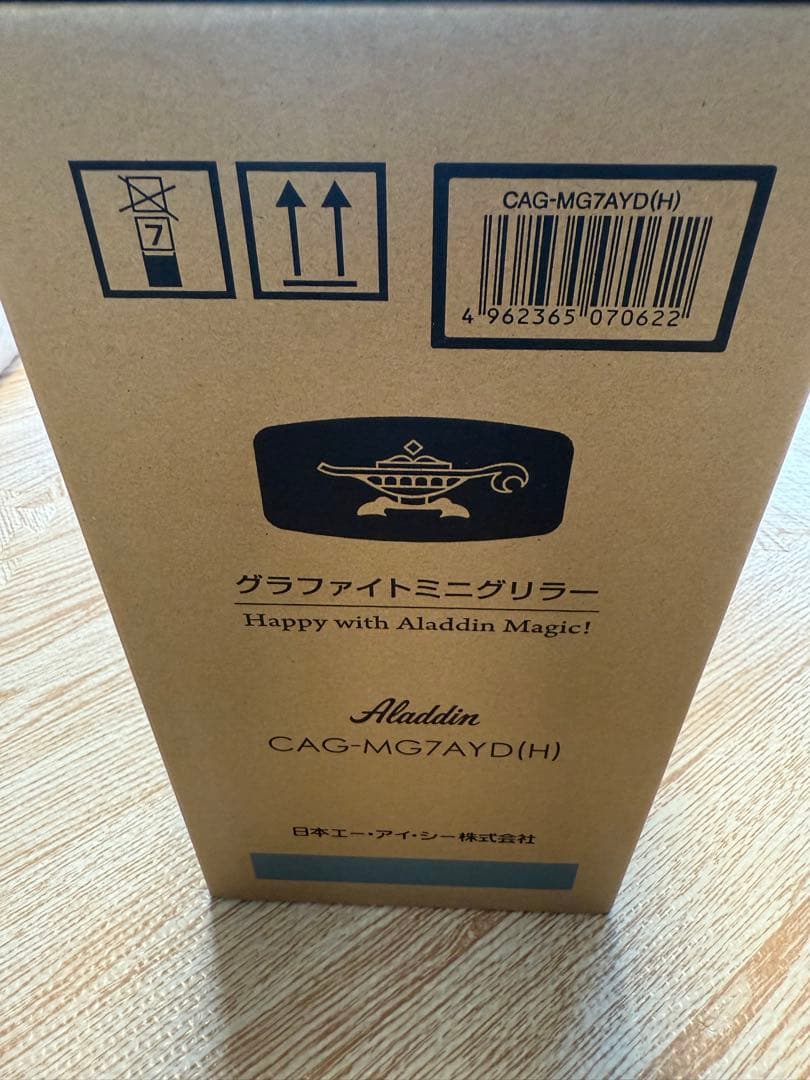 7
CAG-MG7AYD(H)
4 962365 070622
グラファイトミニグリラー
Happy with Aladdin Magic!
Aladdin
CAG-MG7AYD(H)
日本エー・アイ・シー株式会社